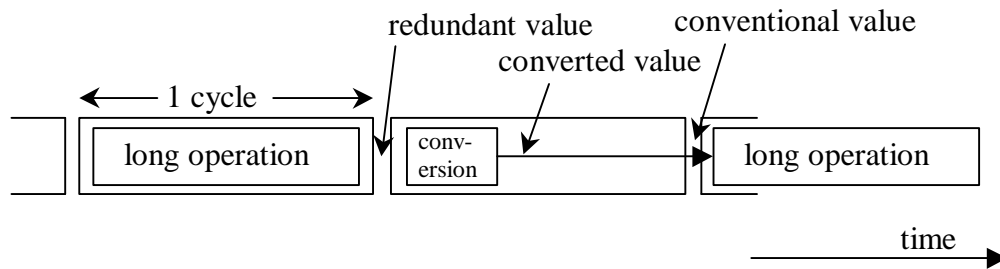 redundant value
conventional value
converted value
1 cycle
long operation
conv-
ersion
long operation
time